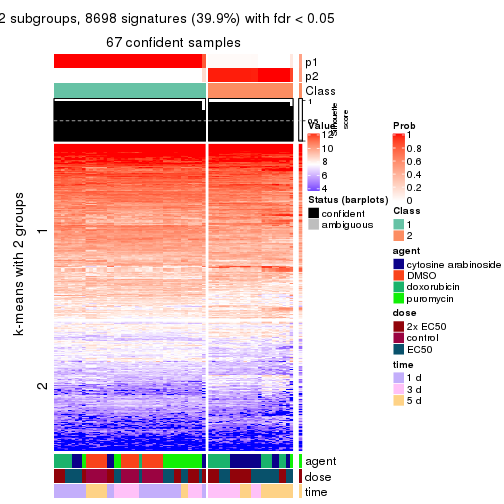 2 subgroups, 8698 signatures (39.9%) with fdr < 0.05
67 confident samples
p1
p2
Class
1
0.5
Silhouette
score
k-means with 2 groups
1
2
agent
dose
time
Value
12
10
8
6
4
Status (barplots)
confident
ambiguous
Prob
1
0.8
0.6
0.4
0.2
0
Class
1
2
agent
cytosine arabinoside
DMSO
doxorubicin
puromycin
dose
2x EC50
control
EC50
time
1 d
3 d
5 d